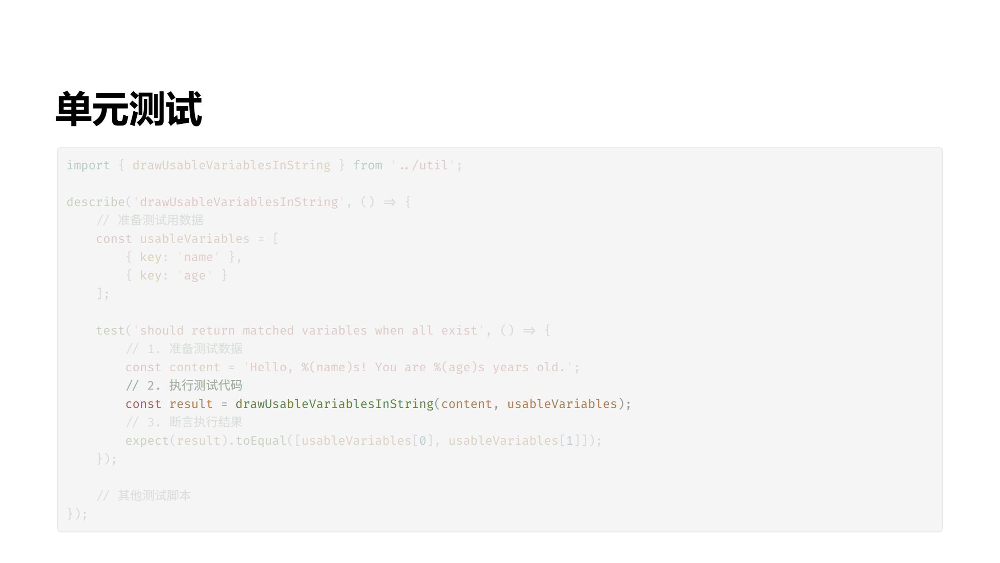 单元测试
import { drawUsableVariablesInString } from '../util';
describe('drawUsableVariablesInString', () => {
// 准备测试用数据
const usableVariables = [
{ key: 'name' },
{ key: 'age' }
];
test('should return matched variables when all exist', () => {
// 1. 准备测试数据
const content = 'Hello, %(name)s! You are %(age)s years old.';
// 2. 执行测试代码
const result = drawUsableVariablesInString(content, usableVariables);
// 3. 断言执行结果
expect(result).toEqual([usableVariables[0], usableVariables[1]]);
});
// 其他测试脚本
});